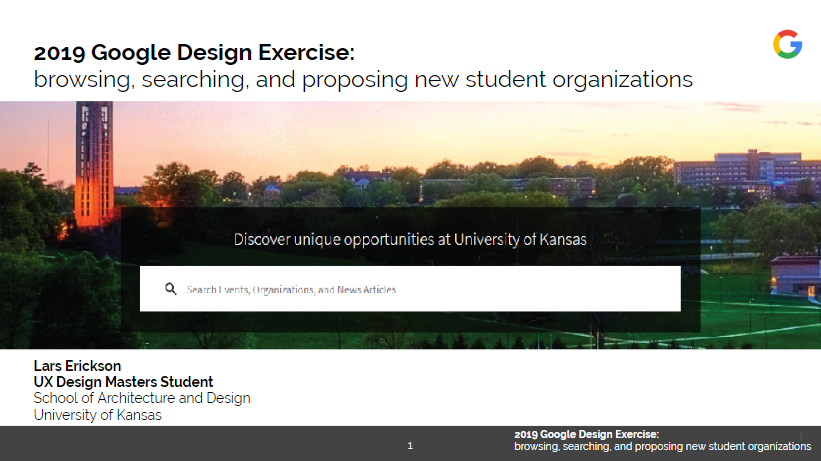 2019 Google Design Exercise:
browsing, searching, and proposing new student organizations
Discover unique opportunities at University of Kansas
Search Events, Organizations, and News Articles
Lars Erickson
UX Design Masters Student
School of Architecture and Design
University of Kansas
1
2019 Google Design Exercise:
browsing, searching, and proposing new student organizations